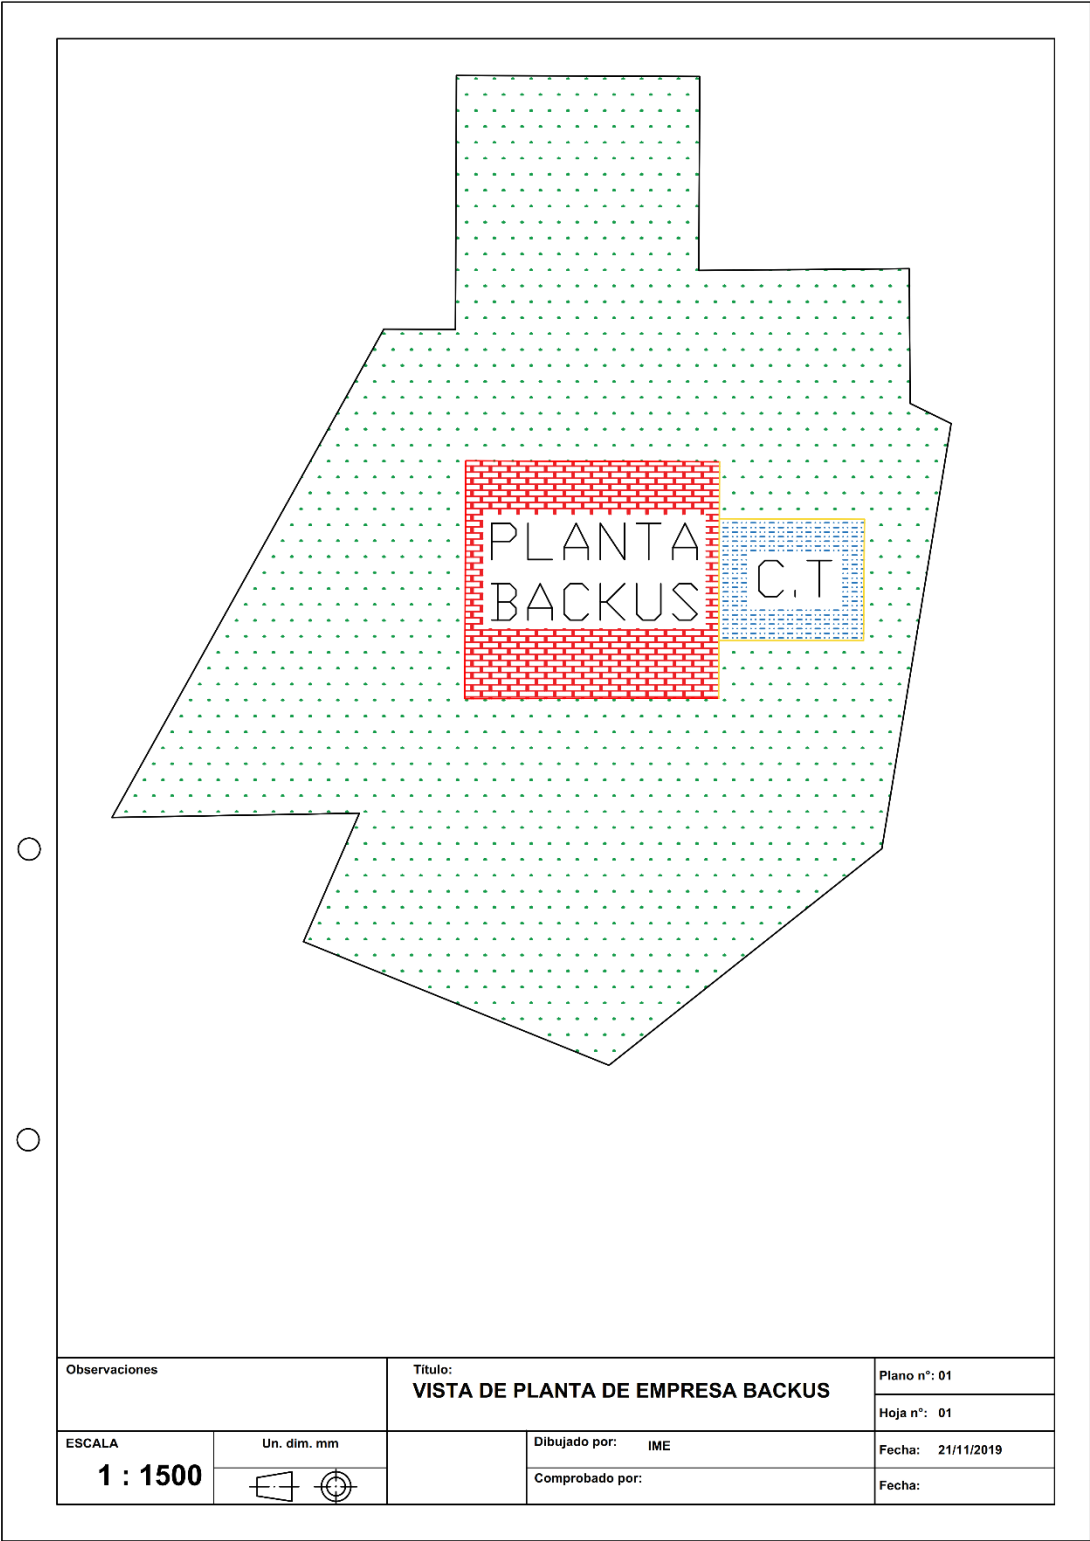 PLANTA
BACKUS
C.T
Observaciones
Título:
VISTA DE PLANTA DE EMPRESA BACKUS
Plano n°: 01
Hoja n°: 01
ESCALA
1 : 1500
Un. dim. mm
Dibujado por: IME
Comprobado por:
Fecha: 21/11/2019
Fecha: